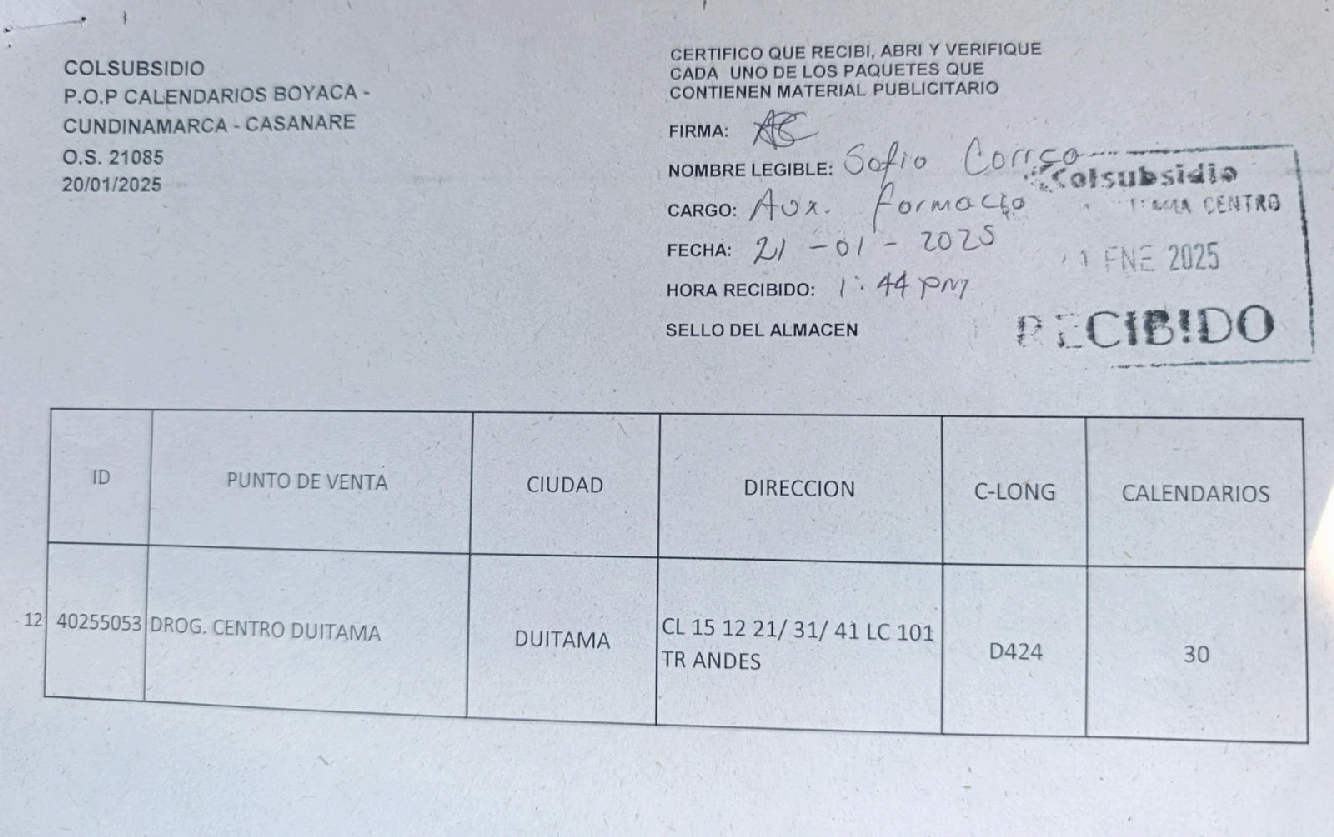 COLSUBSIDIO
P.O.P CALENDARIOS BOYACA -
CUNDINAMARCA - CASANARE
O.S. 21085
20/01/2025
CERTIFICO QUE RECIBI, ABRI Y VERIFIQUE
CADA UNO DE LOS PAQUETES QUE
CONTIENEN MATERIAL PUBLICITARIO
FIRMA:
NOMBRE LEGIBLE: Sofia
CARGO: Aux.
FECHA: 21-01-2025
HORA RECIBIDO: 1:44 pm
SELLO DEL ALMACEN
Colsubsidio
CENTRO
ENE 2025
RECIBIDO
ID PUNTO DE VENTA CIUDAD DIRECCION C-LONG CALENDARIOS
12 40255053 DROG. CENTRO DUITAMA DUITAMA CL 15 12 21/ 31/ 41 LC 101 D424 30
TR ANDES